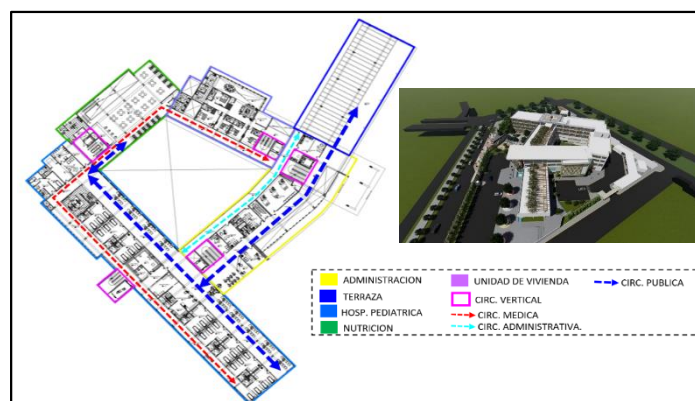 ADMINISTRACION
TERRAZA
HOSP. PEDIATRICA
NUTRICION
UNIDAD DE VIVIENDA
CIRC. VERTICAL
CIRC. MEDICA
CIRC. ADMINISTRATIVA.
CIRC. PUBLICA